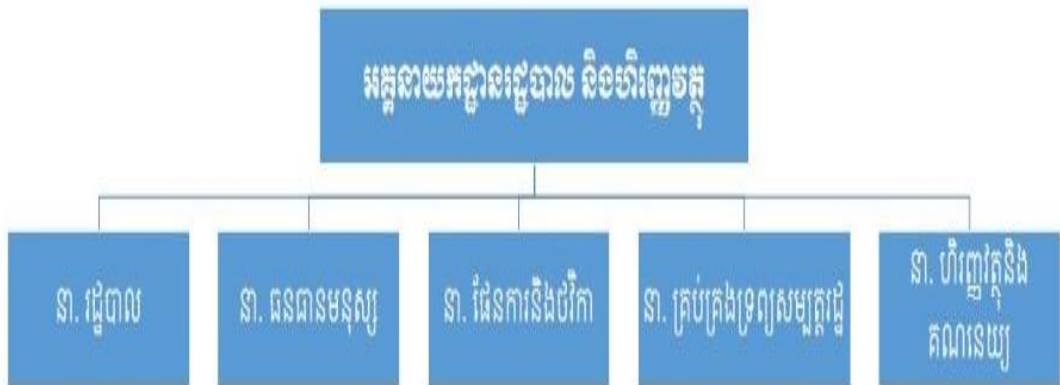 អគ្គនាយកដ្ឋានរដ្ឋបាល និងហិរញ្ញវត្ថុ
នា. រដ្ឋបាល
នា. ធនធានមនុស្ស
នា. ផែនការនិងថវិកា
នា. គ្រប់គ្រងទ្រព្យសម្បត្តរដ្ឋ
នា. ហិរញ្ញវត្ថុនិង
គណនេយ្យ